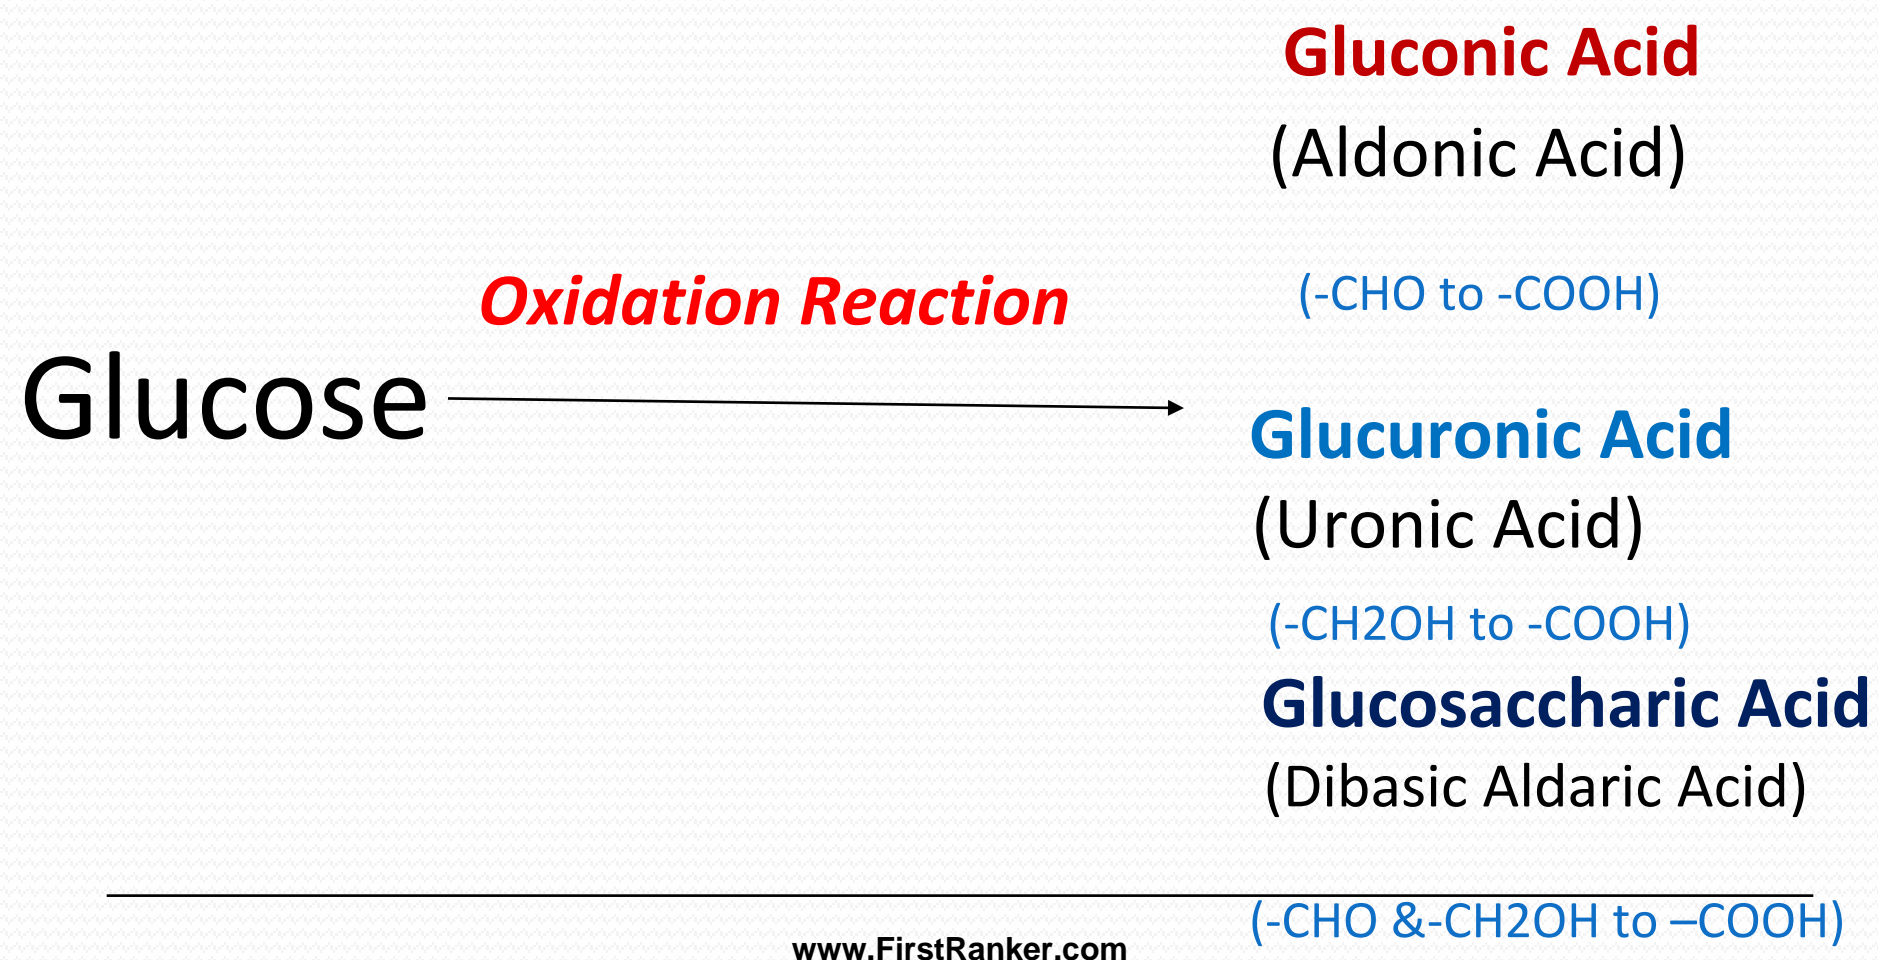 Gluconic Acid
(Aldonic Acid)
(-CHO to -COOH)
Oxidation Reaction
Glucose
Glucuronic Acid
(Uronic Acid)
(-CH2OH to -COOH)
Glucosaccharic Acid
(Dibasic Aldaric Acid)
(-CHO &-CH2OH to –COOH)
www.FirstRanker.com